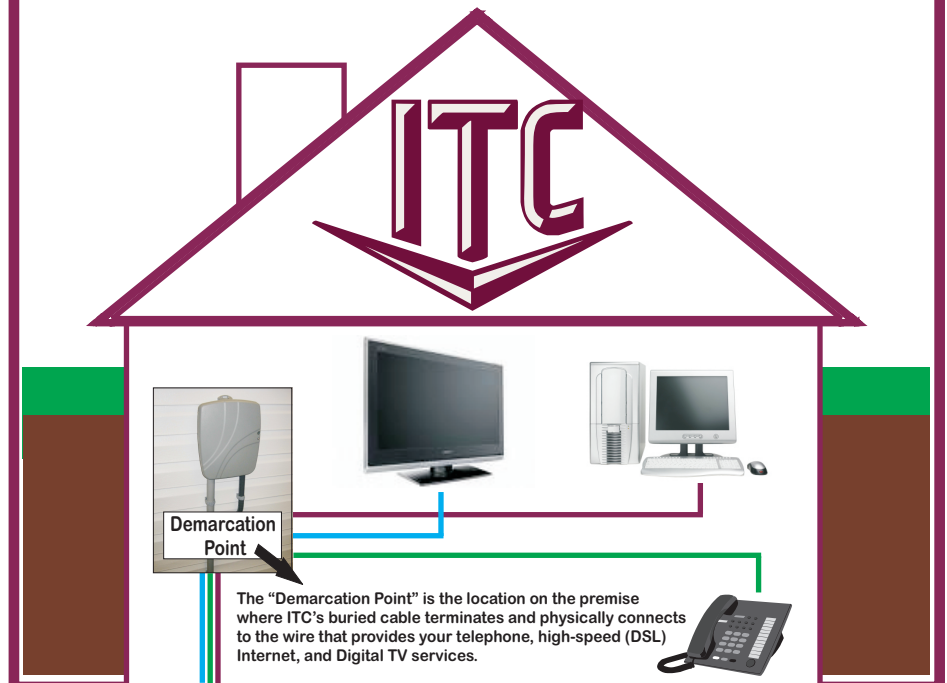 ITC
Demarcation
Point
The “Demarcation Point” is the location on the premise
where ITC’s buried cable terminates and physically connects
to the wire that provides your telephone, high-speed (DSL)
Internet, and Digital TV services.